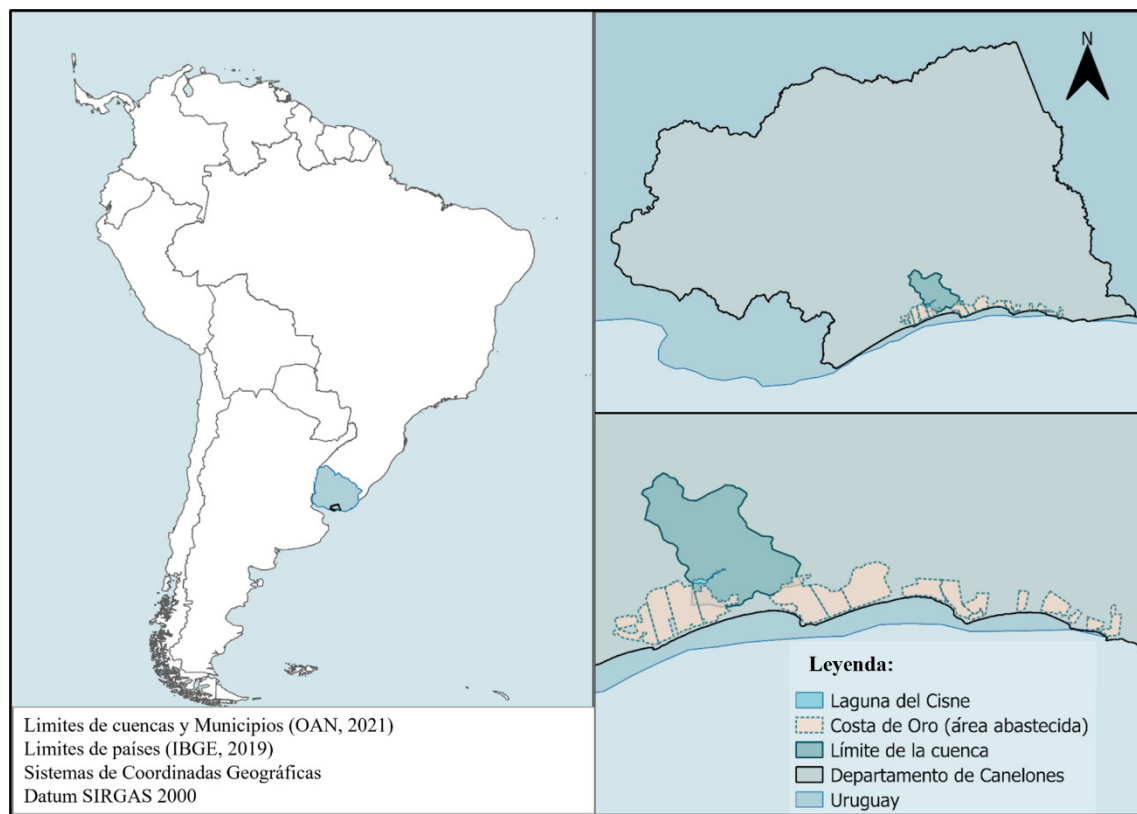 N
Limites de cuencas y Municipios (OAN, 2021)
Limites de países (IBGE, 2019)
Sistemas de Coordinadas Geográficas
Datum SIRGAS 2000
Leyenda:
Laguna del Cisne
Costa de Oro (área abastecida)
Límite de la cuenca
Departamento de Canelones
Uruguay